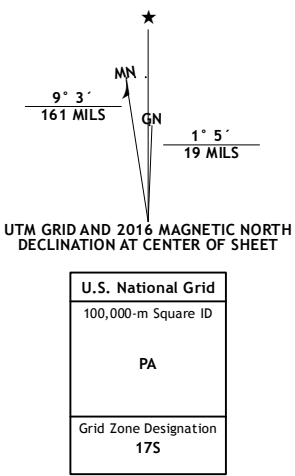 MN
GN
9° 3´
161 MILS
1° 5´
19 MILS
UTM GRID AND 2016 MAGNETIC NORTH
DECLINATION AT CENTER OF SHEET
U.S. National Grid
100,000-m Square ID
PA
Grid Zone Designation
17S